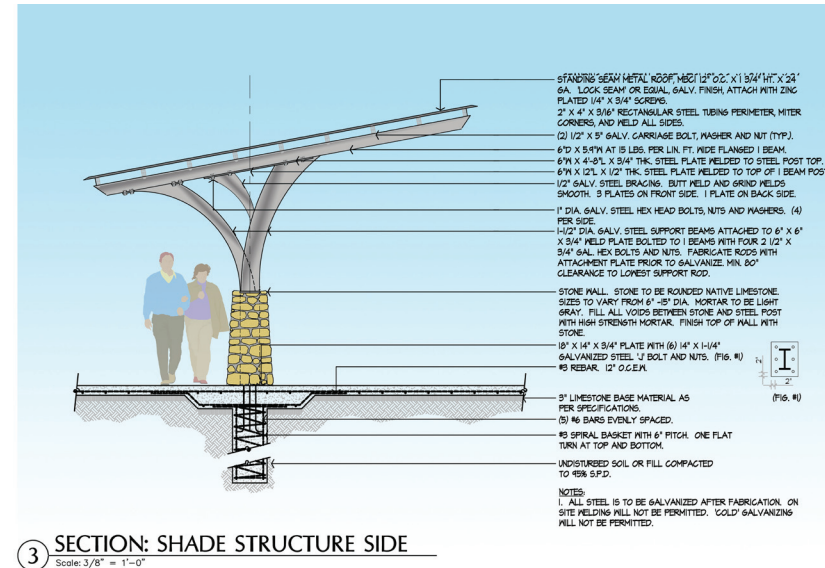 STANDING SEAM METAL ROOF, MBCI 12" O.C. X 1 3/4" HT. X 24
GA. 'LOCK SEAM' OR EQUAL, GALV. FINISH, ATTACH WITH ZINC
PLATED 1/4" X 3/4" SCREWS.
2" X 4" X 3/16" RECTANGULAR STEEL TUBING PERIMETER, MITER
CORNERS, AND WELD ALL SIDES.
(2) 1/2" X 5" GALV. CARRIAGE BOLT, WASHER AND NUT (TYP.).
6"D X 5.9"W AT 15 LBS. PER LIN. FT. WIDE FLANGED I BEAM.
6"W X 4'-8"L X 3/4" THK. STEEL PLATE WELDED TO STEEL POST TOP.
6"W X 12"L X 1/2" THK. STEEL PLATE WELDED TO TOP OF I BEAM POST
1/2" GALV. STEEL BRACING. BUTT WELD AND GRIND WELDS
SMOOTH. 3 PLATES ON FRONT SIDE. 1 PLATE ON BACK SIDE.
1" DIA. GALV. STEEL HEX HEAD BOLTS, NUTS AND WASHERS. (4)
PER SIDE.
1-1/2" DIA. GALV. STEEL SUPPORT BEAMS ATTACHED TO 6" X 6"
X 3/4" WELD PLATE BOLTED TO I BEAMS WITH FOUR 2 1/2" X
3/4" GAL. HEX BOLTS AND NUTS. FABRICATE RODS WITH
ATTACHMENT PLATE PRIOR TO GALVANIZE. MIN. 80"
CLEARANCE TO LOWEST SUPPORT ROD.
STONE WALL. STONE TO BE ROUNDED NATIVE LIMESTONE.
SIZES TO VARY FROM 6" -15" DIA. MORTAR TO BE LIGHT
GRAY. FILL ALL VOIDS BETWEEN STONE AND STEEL POST
WITH HIGH STRENGTH MORTAR. FINISH TOP OF WALL WITH
STONE.
18" X 14" X 3/4" PLATE WITH (6) 14" X 1-1/4"
GALVANIZED STEEL 'J' BOLT AND NUTS. (FIG. #1)
#3 REBAR. 12" O.C.E.W.
2"
2"
(FIG. #1)
3" LIMESTONE BASE MATERIAL AS
PER SPECIFICATIONS.
(5) #6 BARS EVENLY SPACED.
#3 SPIRAL BASKET WITH 6" PITCH. ONE FLAT
TURN AT TOP AND BOTTOM.
UNDISTURBED SOIL OR FILL COMPACTED
TO 95% S.P.D.
NOTES:
1. ALL STEEL IS TO BE GALVANIZED AFTER FABRICATION. ON
SITE WELDING WILL NOT BE PERMITTED. 'COLD' GALVANIZING
WILL NOT BE PERMITTED.
3 SECTION: SHADE STRUCTURE SIDE
Scale: 3/8" = 1'-0"